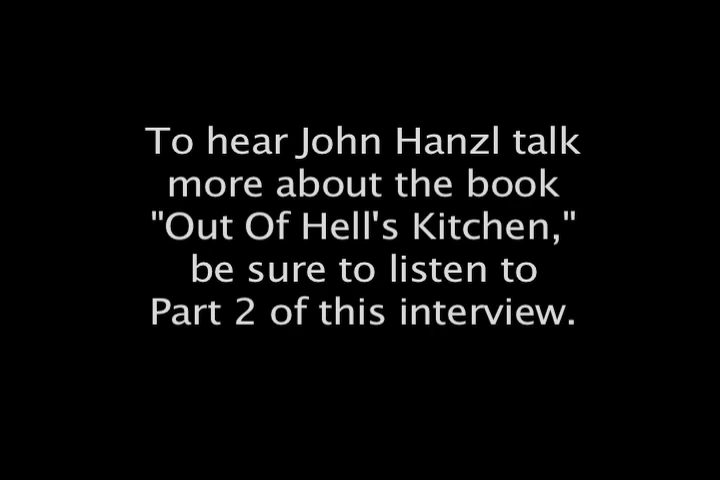 To hear John Hanzl talk
more about the book
"Out Of Hell's Kitchen,"
be sure to listen to
Part 2 of this interview.